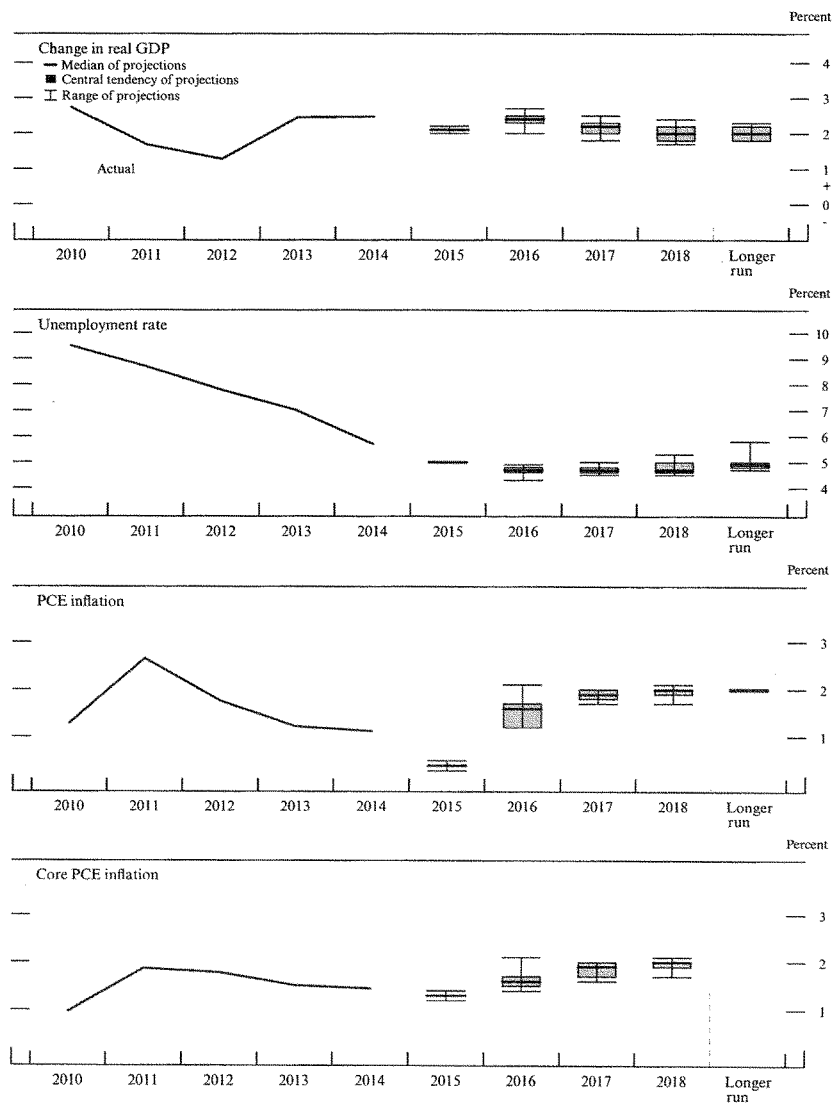 Percent
Change in real GDP
Median of projections
Central tendency of projections
Range of projections
Actual
4
3
2
1
+
0
-
2010 2011 2012 2013 2014 2015 2016 2017 2018 Longer
run
Percent
Unemployment rate
10
9
8
7
6
5
4
2010 2011 2012 2013 2014 2015 2016 2017 2018 Longer
run
Percent
PCE inflation
3
2
1
2010 2011 2012 2013 2014 2015 2016 2017 2018 Longer
run
Percent
Core PCE inflation
3
2
1
2010 2011 2012 2013 2014 2015 2016 2017 2018 Longer
run